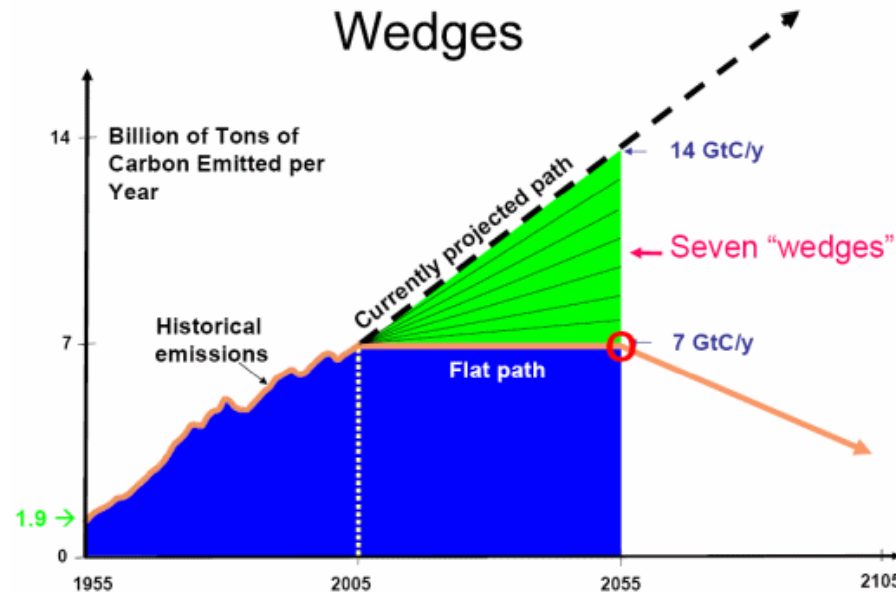 Wedges
14
Billion of Tons of
Carbon Emitted per
Year
Currently projected path
14 GtC/y
Seven "wedges"
Historical
emissions
7
7 GtC/y
Flat path
1.9 →
0
1955
2005
2055
2105